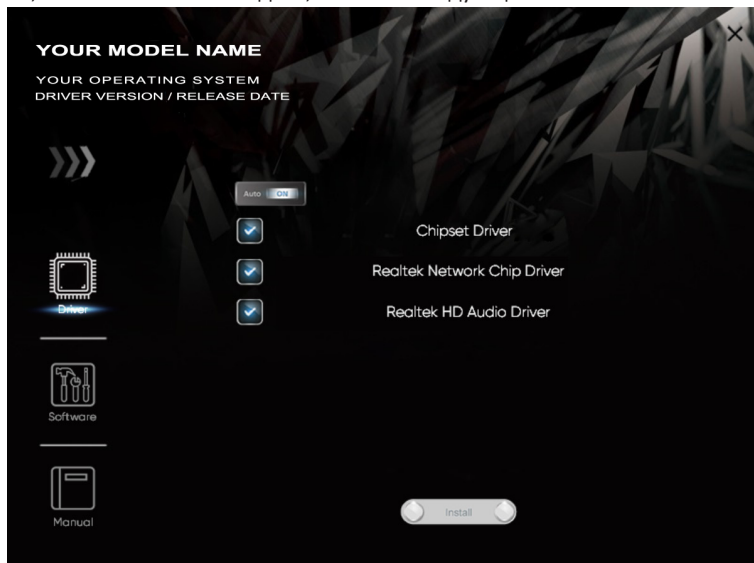 YOUR MODEL NAME
YOUR OPERATING SYSTEM
DRIVER VERSION / RELEASE DATE
Auto ON
Chipset Driver
Realtek Network Chip Driver
Realtek HD Audio Driver
Driver
Software
Manual
Install